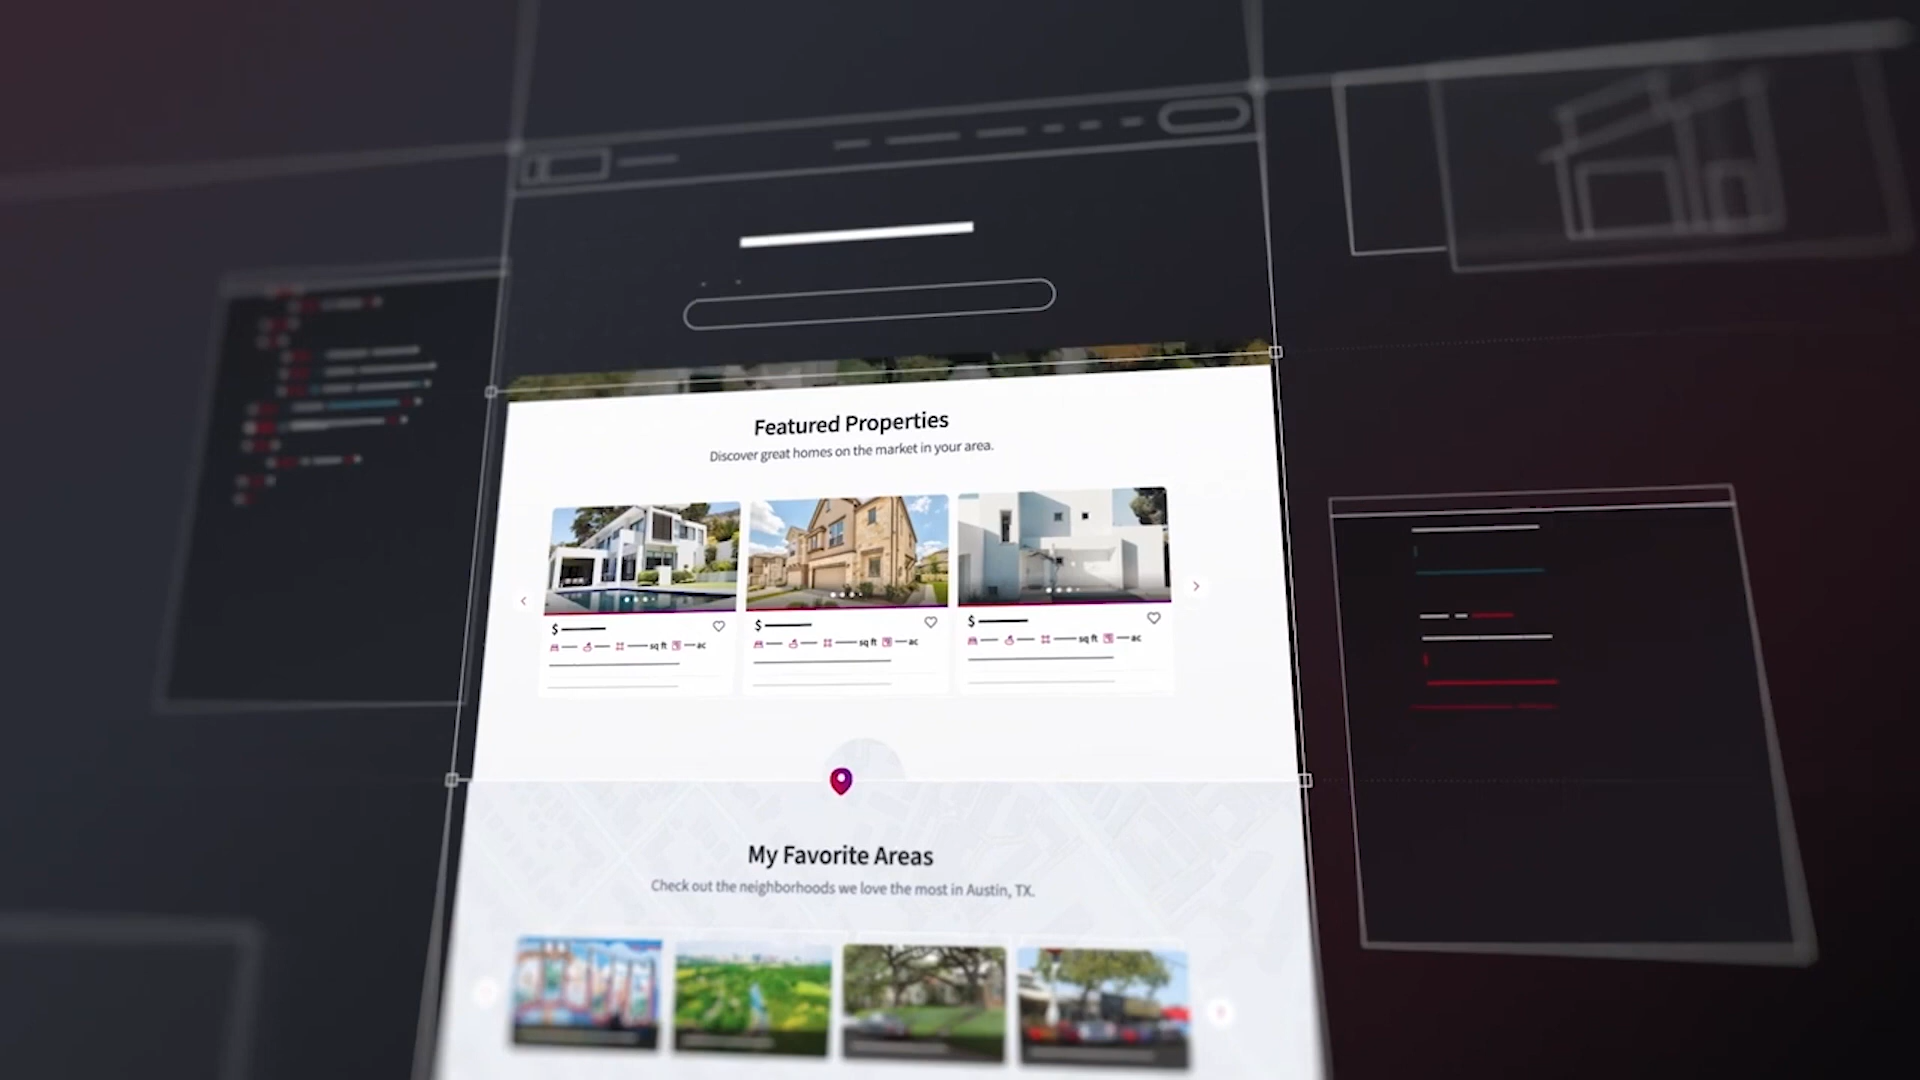 Featured Properties
Discover great homes on the market in your area.
$
sq ft
ac
$
sq ft
ac
$
sq ft
ac
My Favorite Areas
Check out the neighborhoods we love the most in Austin, TX.